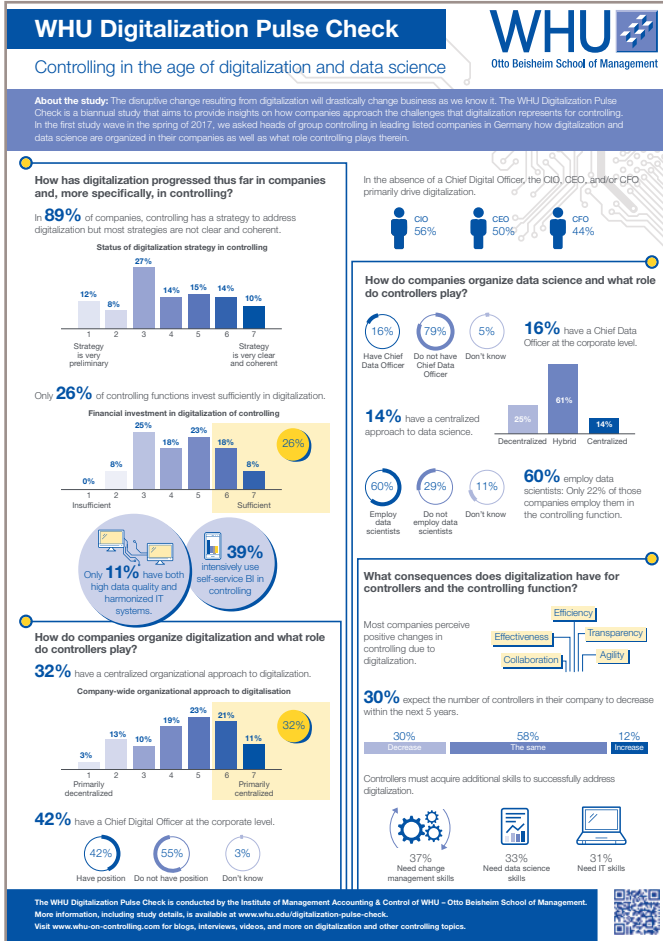 WHU Digitalization Pulse Check
Controlling in the age of digitalization and data science
WHU
Otto Beisheim School of Management
About the study: The disruptive change resulting from digitalization will drastically change business as we know it. The WHU Digitalization Pulse
Check is a biannual study that aims to provide insights on how companies approach the challenges that digitalization represents for controlling.
In the first study wave in the spring of 2017, we asked heads of group controlling in leading listed companies in Germany how digitalization and
data science are organized in their companies as well as what role controlling plays therein.
How has digitalization progressed thus far in companies
and, more specifically, in controlling?
In 89% of companies, controlling has a strategy to address
digitalization but most strategies are not clear and coherent.
Status of digitalization strategy in controlling
12%
8%
27%
14%
15%
14%
10%
1 2 3 4 5 6 7
Strategy
is very
preliminary
Strategy
is very clear
and coherent
Only 26% of controlling functions invest sufficiently in digitalization.
Financial investment in digitalization of controlling
0%
8%
25%
18%
23%
18%
8%
26%
1 2 3 4 5 6 7
Insufficient
Sufficient
Only 11% have both
high data quality and
harmonized IT
systems.
39%
intensively use
self-service BI in
controlling
How do companies organize digitalization and what role
do controllers play?
32% have a centralized organizational approach to digitalization.
Company-wide organizational approach to digitalisation
3%
13%
10%
19%
23%
21%
11%
32%
1 2 3 4 5 6 7
Primarily
decentralized
Primarily
centralized
42% have a Chief Digital Officer at the corporate level.
42%
55%
3%
Have position
Do not have position
Don't know
In the absence of a Chief Digital Officer, the CIO, CEO, and/or CFO
primarily drive digitalization.
CIO
56%
CEO
50%
CFO
44%
How do companies organize data science and what role
do controllers play?
16%
79%
5%
Have Chief
Data Officer
Do not have
Chief Data
Officer
Don't know
16% have a Chief Data
Officer at the corporate level.
14% have a centralized
approach to data science.
25%
61%
14%
Decentralized Hybrid Centralized
60%
29%
11%
Employ
data
scientists
Do not
employ data
scientists
Don't know
60% employ data
scientists: Only 22% of those
companies employ them in
the controlling function.
What consequences does digitalization have for
controllers and the controlling function?
Most companies perceive
positive changes in
controlling due to
digitalization.
Efficiency
Effectiveness
Transparency
Collaboration
Agility
30% expect the number of controllers in their company to decrease
within the next 5 years.
30%
58%
12%
Decrease
The same
Increase
Controllers must acquire additional skills to successfully address
digitalization.
37%
Need change
management skills
33%
Need data science
skills
31%
Need IT skills
The WHU Digitalization Pulse Check is conducted by the Institute of Management Accounting & Control of WHU – Otto Beisheim School of Management.
More information, including study details, is available at www.whu.edu/digitalization-pulse-check.
Visit www.whu-on-controlling.com for blogs, interviews, videos, and more on digitalization and other controlling topics.